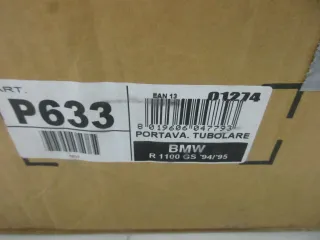 ART.
P633
EAN 13
01274
8 019606 047793
PORTAVA. TUBOLARE
BMW
R 1100 GS '94/'95